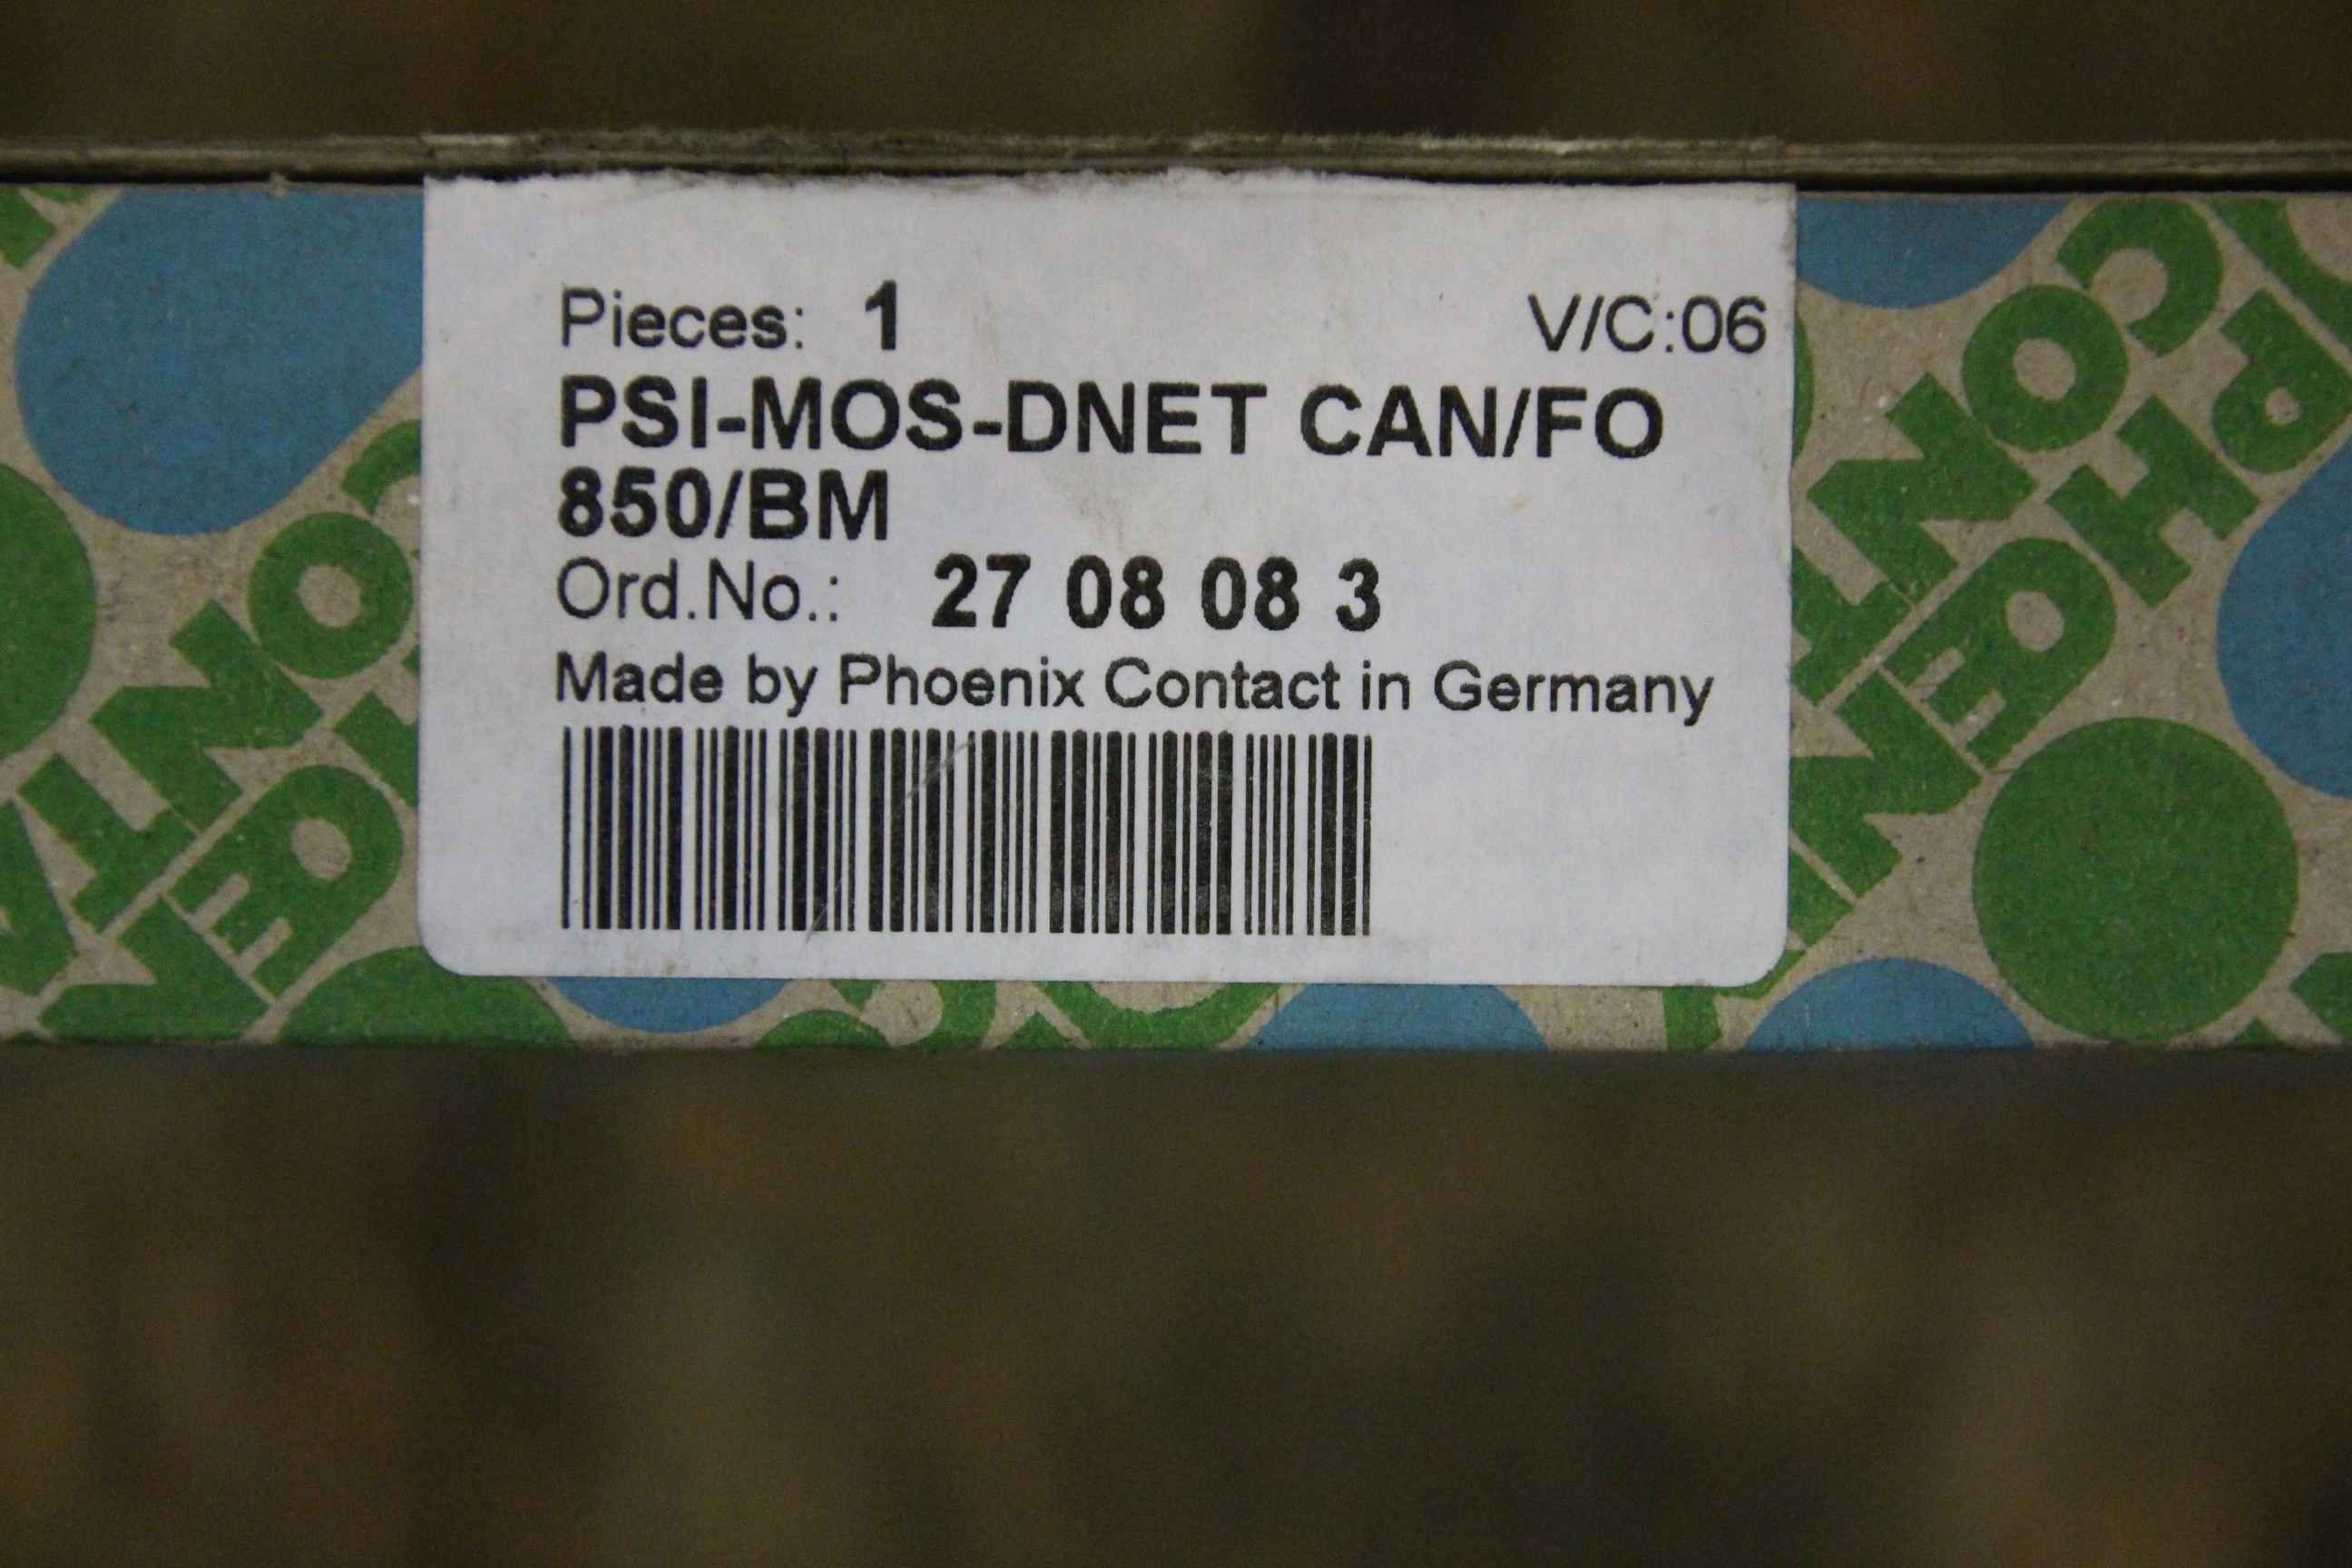 Pieces: 1 V/C:06
PSI-MOS-DNET CAN/FO
850/BM
Ord.No.: 27 08 08 3
Made by Phoenix Contact in Germany